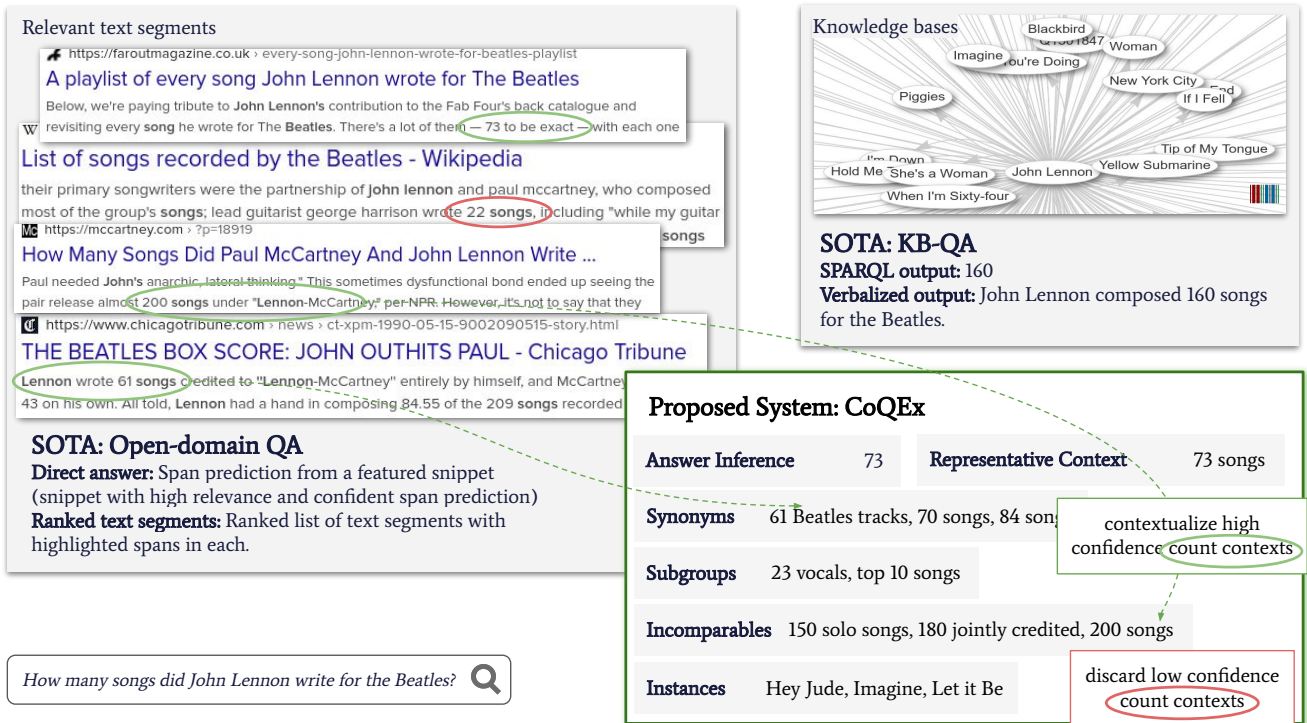 Relevant text segments
https://faroutmagazine.co.uk › every-song-john-lennon-wrote-for-beatles-playlist
A playlist of every song John Lennon wrote for The Beatles
Below, we're paying tribute to John Lennon's contribution to the Fab Four's back catalogue and
revisiting every song he wrote for The Beatles. There's a lot of them — 73 to be exact — with each one
W
List of songs recorded by the Beatles - Wikipedia
their primary songwriters were the partnership of john lennon and paul mccartney, who composed
most of the group's songs; lead guitarist george harrison wrote 22 songs, including "while my guitar
songs
Mc https://mccartney.com › ?p=18919
How Many Songs Did Paul McCartney And John Lennon Write ...
Paul needed John's anarchic, lateral thinking." This sometimes dysfunctional bond ended up seeing the
pair release almost 200 songs under "Lennon-McCartney," per NPR. However, it's not to say that they
https://www.chicagotribune.com › news › ct-xpm-1990-05-15-9002090515-story.html
THE BEATLES BOX SCORE: JOHN OUTHITS PAUL - Chicago Tribune
Lennon wrote 61 songs credited to "Lennon-McCartney" entirely by himself, and McCartney
43 on his own. All told, Lennon had a hand in composing 84.55 of the 209 songs recorded
SOTA: Open-domain QA
Direct answer: Span prediction from a featured snippet
(snippet with high relevance and confident span prediction)
Ranked text segments: Ranked list of text segments with
highlighted spans in each.
How many songs did John Lennon write for the Beatles?
Knowledge bases
Blackbird
Woman
Imagine
You're Doing
New York City
End
If I Fell
Piggies
Tip of My Tongue
I'm Down
Yellow Submarine
Hold Me
She's a Woman
John Lennon
When I'm Sixty-four
SOTA: KB-QA
SPARQL output: 160
Verbalized output: John Lennon composed 160 songs
for the Beatles.
Proposed System: CoQEx
Answer Inference 73
Representative Context 73 songs
Synonyms 61 Beatles tracks, 70 songs, 84 song
contextualize high
confidence count contexts
Subgroups 23 vocals, top 10 songs
Incomparables 150 solo songs, 180 jointly credited, 200 songs
Instances Hey Jude, Imagine, Let it Be
discard low confidence
count contexts